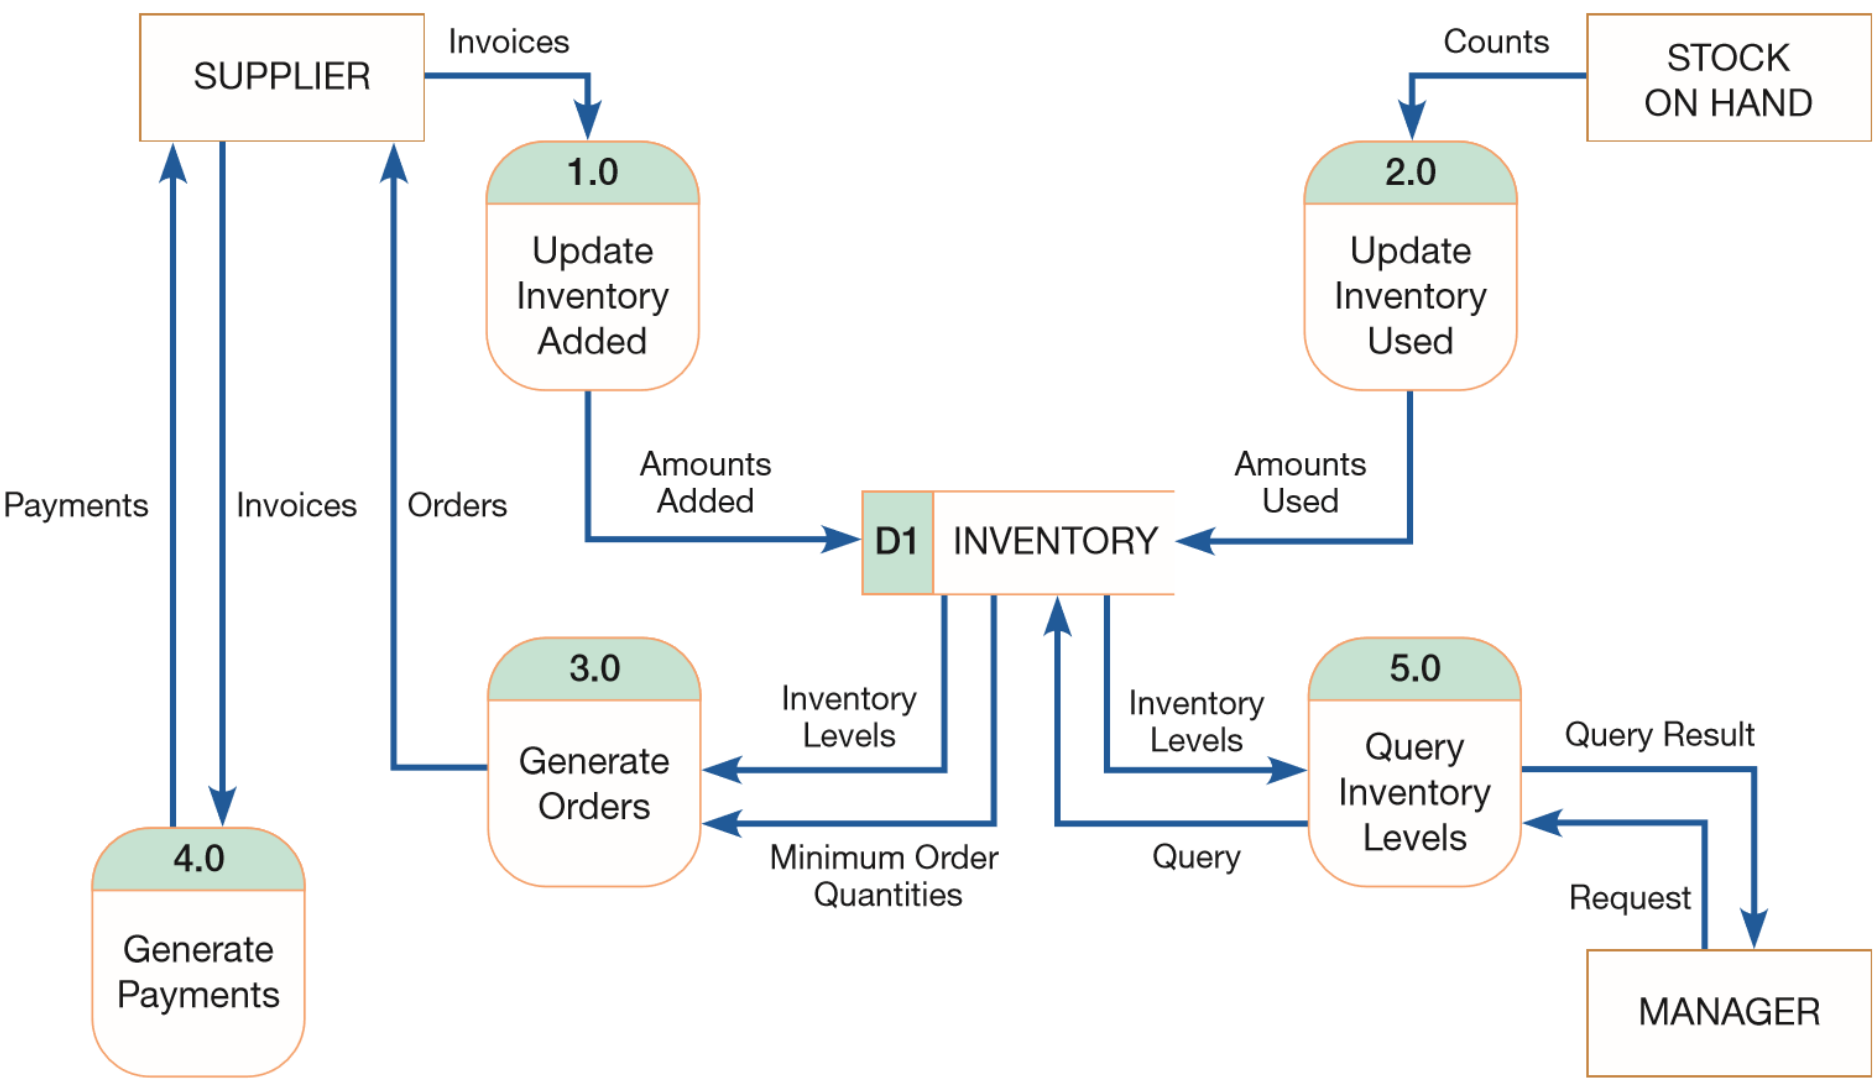 SUPPLIER
Invoices
Counts
STOCK
ON HAND
1.0
Update
Inventory
Added
2.0
Update
Inventory
Used
Payments
Invoices
Orders
Amounts
Added
Amounts
Used
D1
INVENTORY
3.0
Generate
Orders
Inventory
Levels
Minimum Order
Quantities
Inventory
Levels
Query
5.0
Query
Inventory
Levels
Query Result
Request
4.0
Generate
Payments
MANAGER